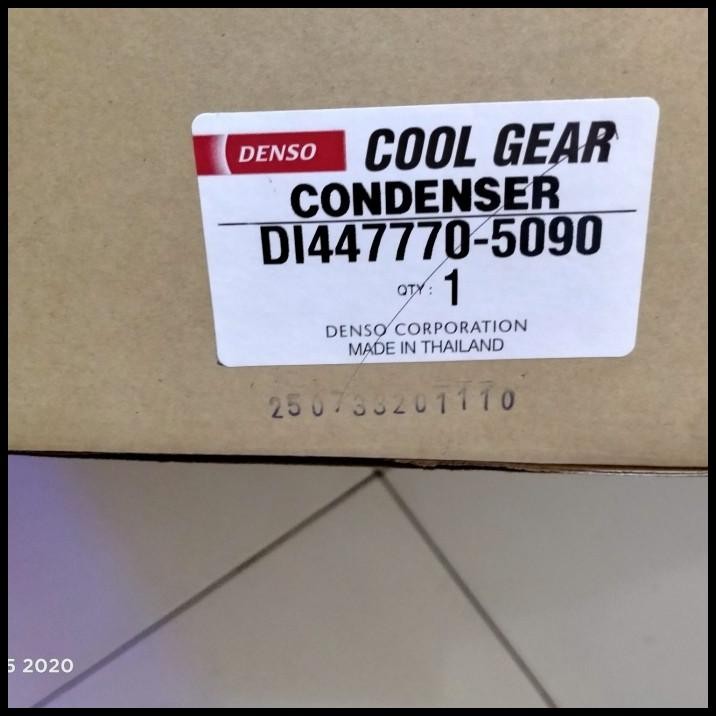 DENSO COOL GEAR
CONDENSER
DI447770-5090
QTY: 1
DENSO CORPORATION
MADE IN THAILAND
250733201110
5 2020